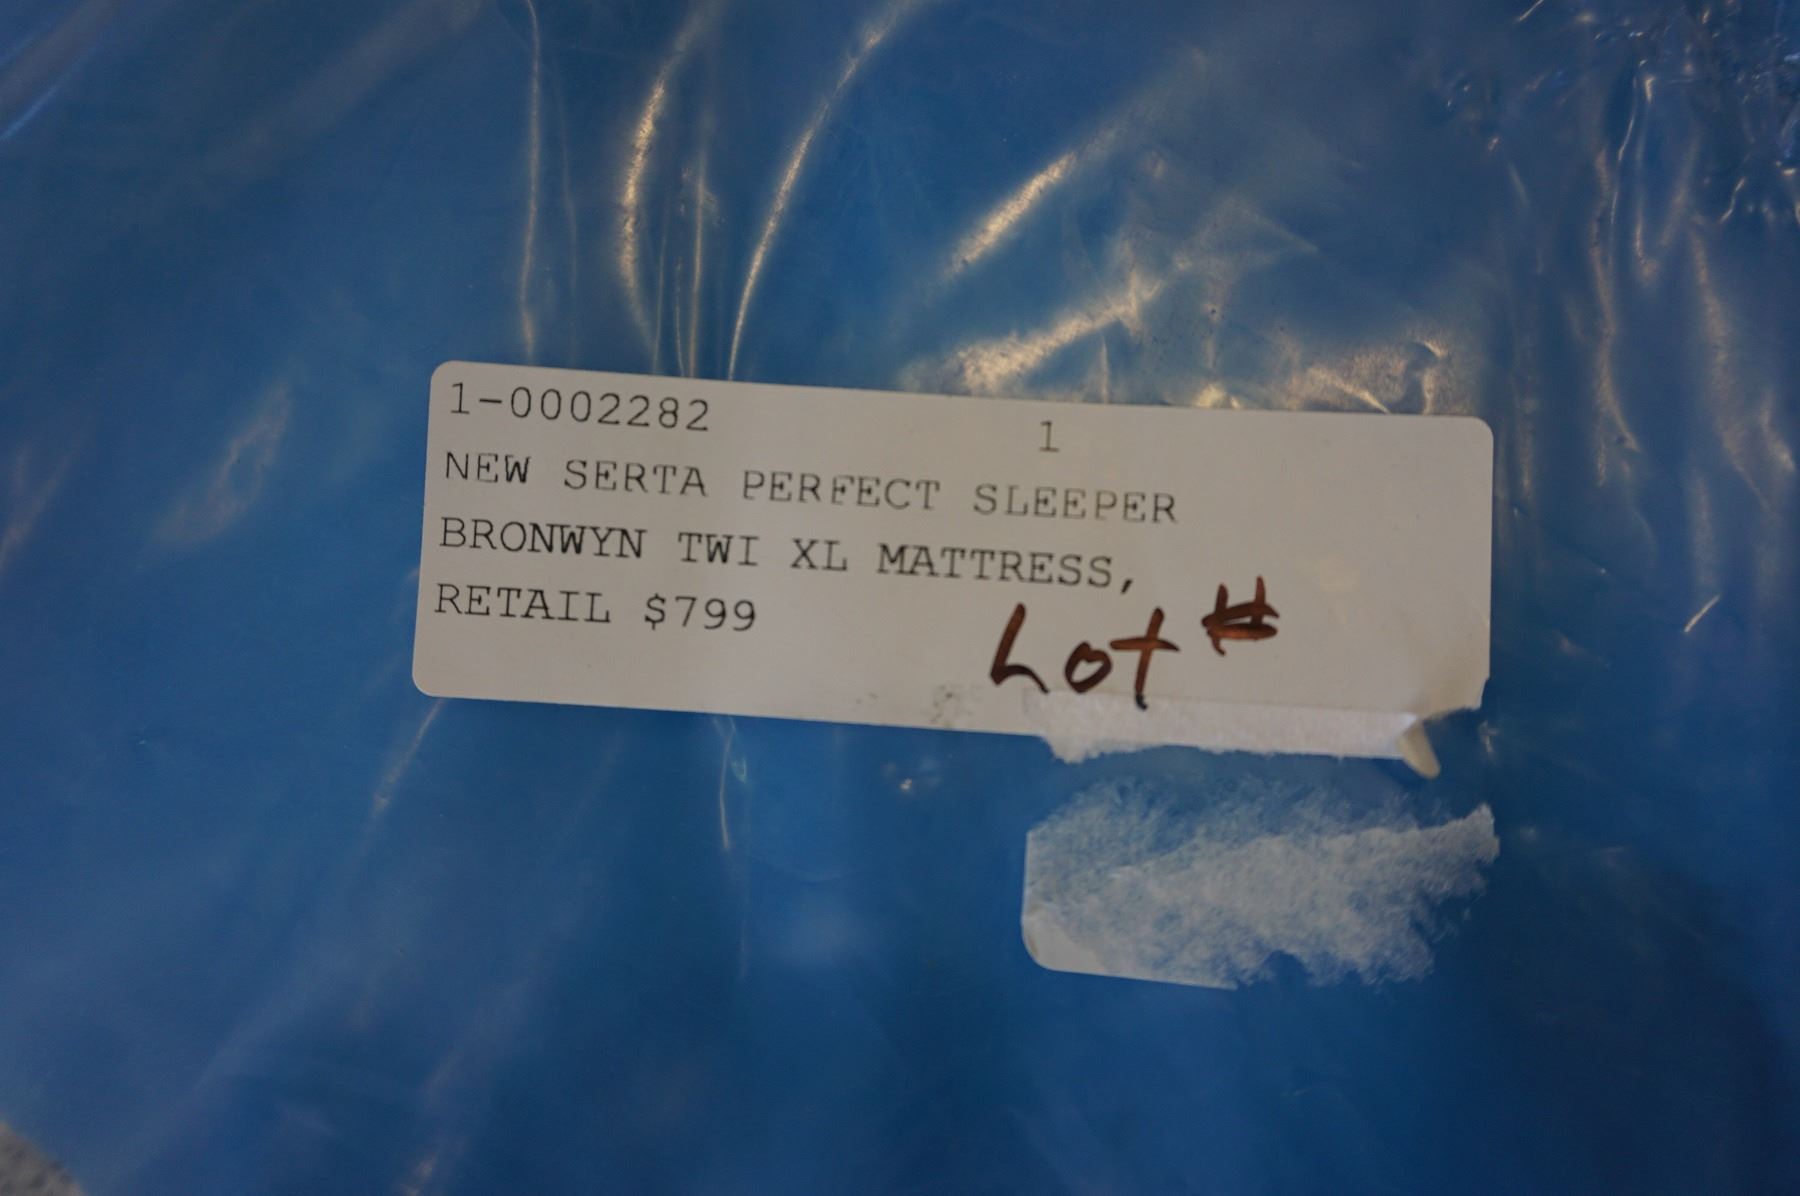 1-0002282 1
NEW SERTA PERFECT SLEEPER
BRONWYN TWI XL MATTRESS,
RETAIL $799
Lot #